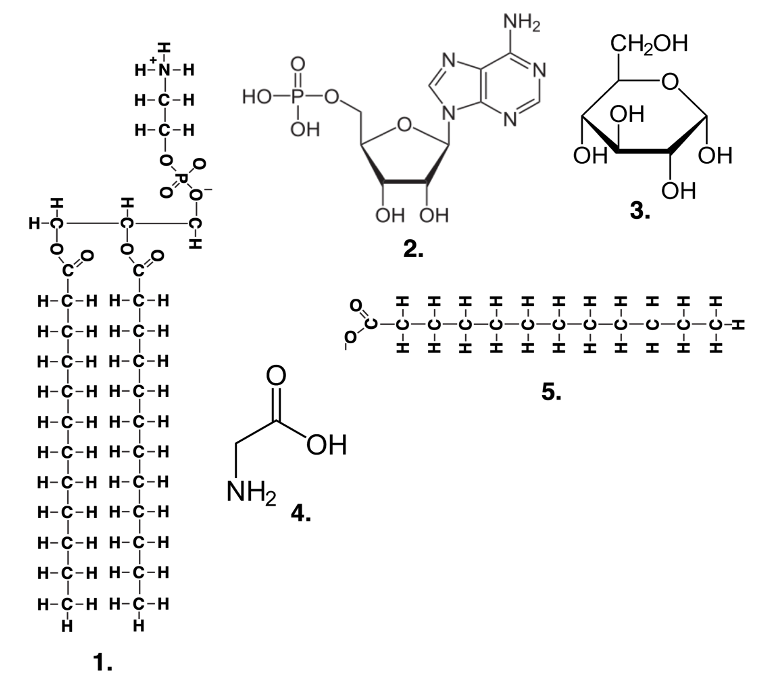 H
H-N-H
+
H-C-H
H-C-H
O
O
P
O
O
−
H H
H-C C C
H
O O
C O C O
H-C-H H-C-H
H-C-H H-C-H
H-C-H H-C-H
H-C-H H-C-H
H-C-H H-C-H
H-C-H H-C-H
H-C-H H-C-H
H-C-H H-C-H
H-C-H H-C-H
H-C-H H-C-H
H-C-H H-C-H
H H
1.
NH2
N
N
N
N
O
HO P O
OH
O
OH OH
2.
CH2OH
O
OH
OH OH
OH
3.
O
OH
NH2
4.
O H H H H H H H H H H H
C C C C C C C C C C C C H
O H H H H H H H H H H H
−
5.